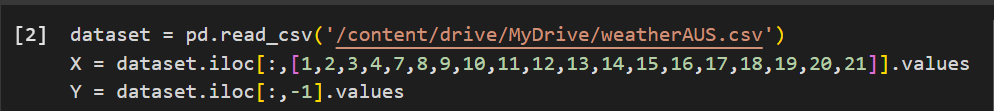 [2] dataset = pd.read_csv('/content/drive/MyDrive/weatherAUS.csv')
X = dataset.iloc[:,[1,2,3,4,7,8,9,10,11,12,13,14,15,16,17,18,19,20,21]].values
Y = dataset.iloc[:,-1].values